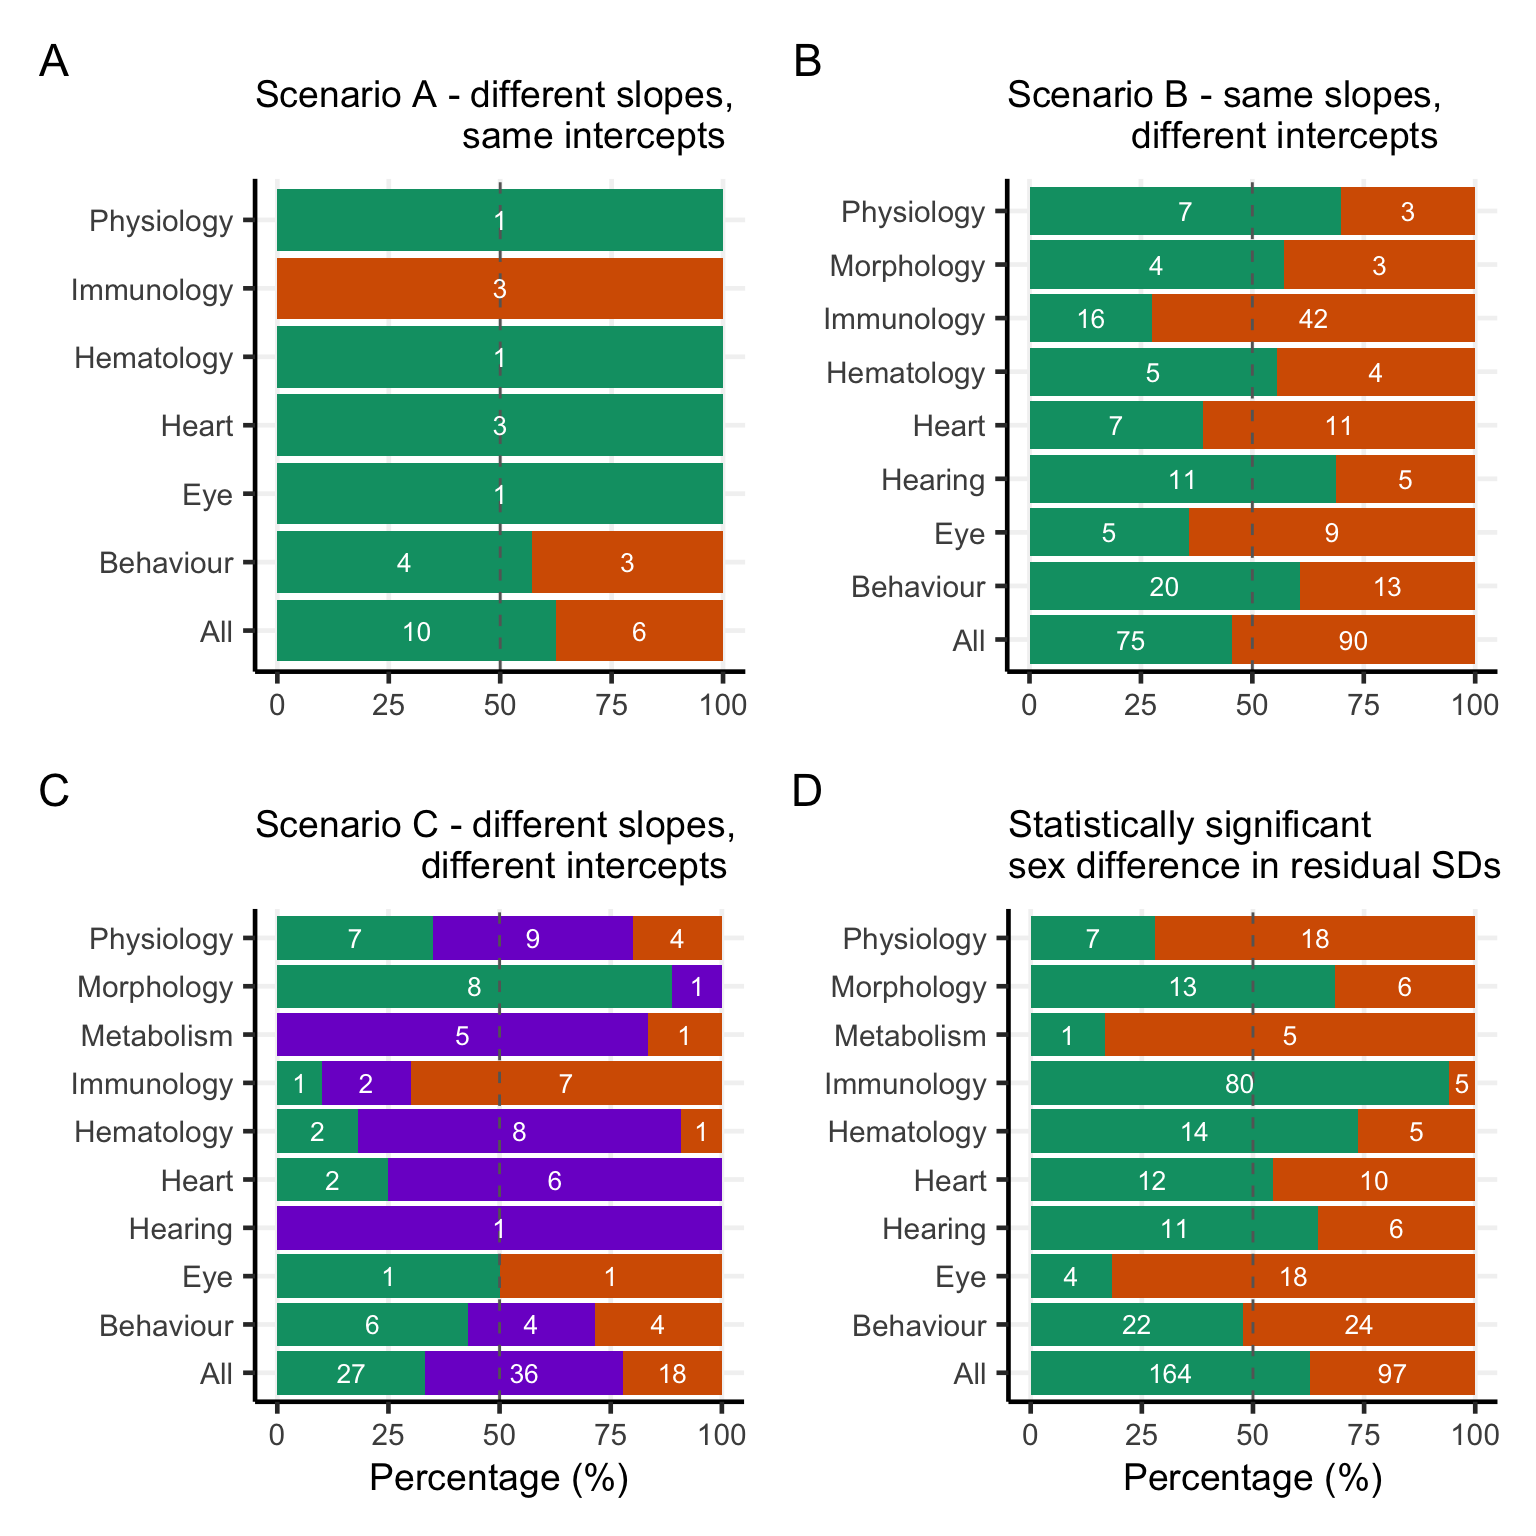 A
Scenario A - different slopes,
same intercepts
Physiology 1
Immunology 3
Hematology 1
Heart 3
Eye 1
Behaviour 4 3
All 10 6
0 25 50 75 100
B
Scenario B - same slopes,
different intercepts
Physiology 7 3
Morphology 4 3
Immunology 16 42
Hematology 5 4
Heart 7 11
Hearing 11 5
Eye 5 9
Behaviour 20 13
All 75 90
0 25 50 75 100
C
Scenario C - different slopes,
different intercepts
Physiology 7 9 4
Morphology 8 1
Metabolism 5 1
Immunology 1 2 7
Hematology 2 8 1
Heart 2 6
Hearing 1
Eye 1 1
Behaviour 6 4 4
All 27 36 18
0 25 50 75 100
Percentage (%)
D
Statistically significant
sex difference in residual SDs
Physiology 7 18
Morphology 13 6
Metabolism 1 5
Immunology 80 5
Hematology 14 5
Heart 12 10
Hearing 11 6
Eye 4 18
Behaviour 22 24
All 164 97
0 25 50 75 100
Percentage (%)